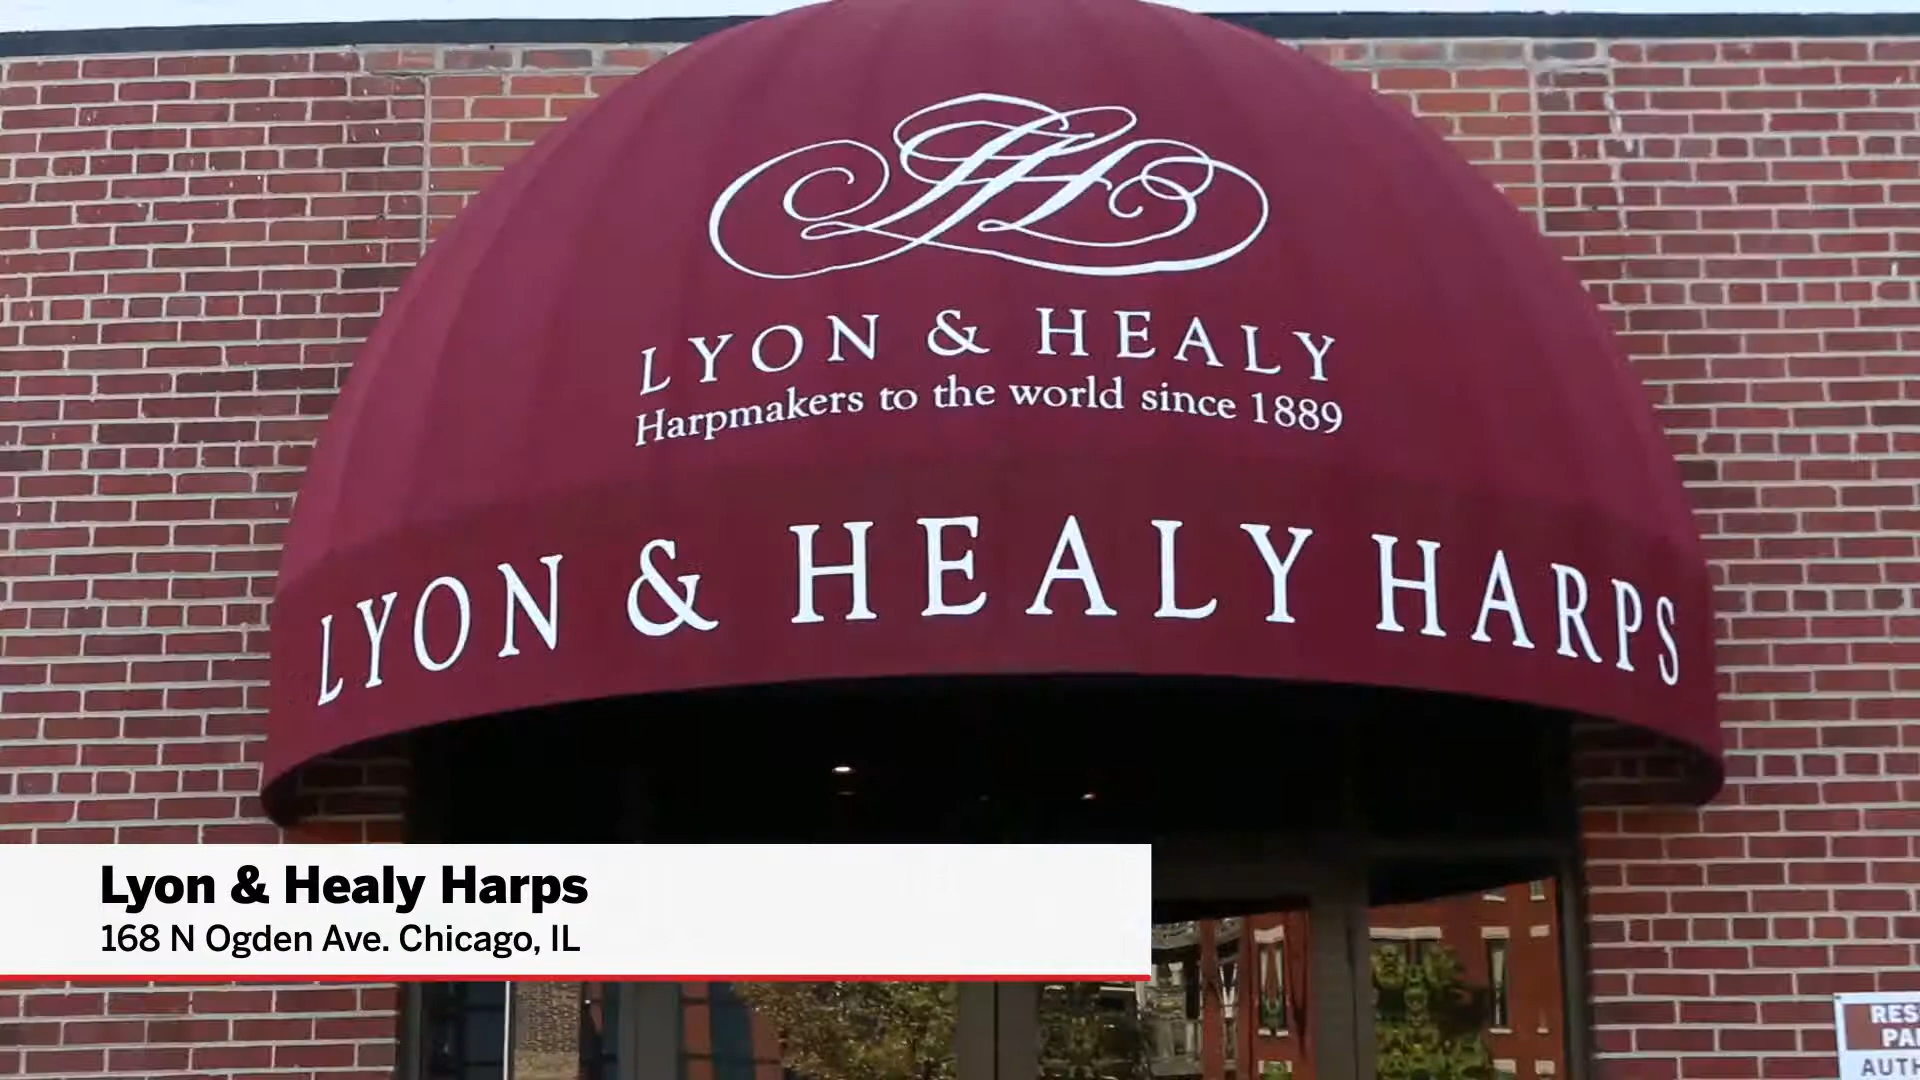 LH
LYON & HEALY
Harpmakers to the world since 1889
LYON & HEALY HARPS
Lyon & Healy Harps
168 N Ogden Ave. Chicago, IL